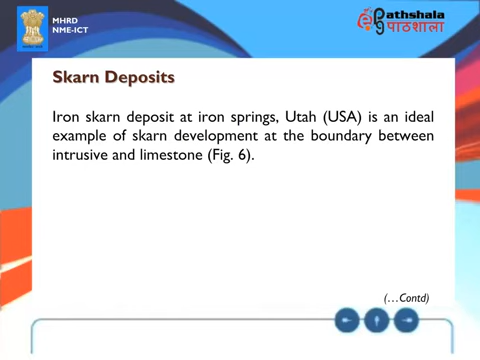 MHRD
NME-ICT
Pathshala
पाठशाला
Skarn Deposits
Iron skarn deposit at iron springs, Utah (USA) is an ideal
example of skarn development at the boundary between
intrusive and limestone (Fig. 6).
(…Contd)